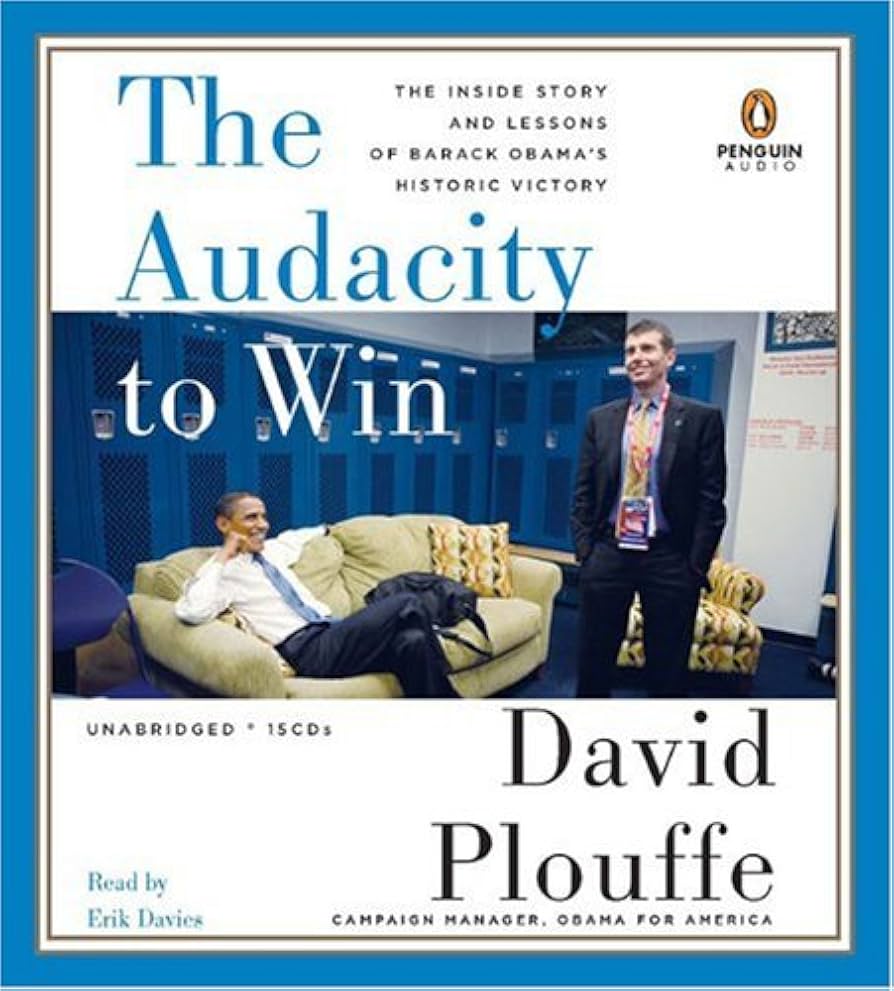 The
Audacity
to Win
THE INSIDE STORY
AND LESSONS
OF BARACK OBAMA'S
HISTORIC VICTORY
PENGUIN
AUDIO
UNABRIDGED • 15CDs
David
Plouffe
CAMPAIGN MANAGER, OBAMA FOR AMERICA
Read by
Erik Davies